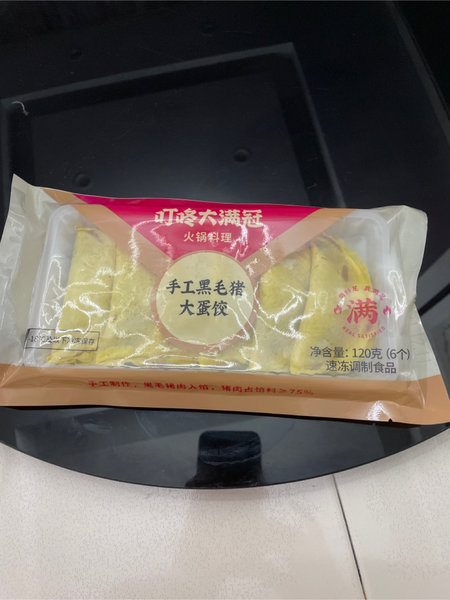 叮咚大满冠
火锅料理
手工黑毛猪
大蛋饺
满
净含量: 120克 (6个)
速冻调制食品
手工制作, 黑毛猪肉入馅, 猪肉占馅料≥75%